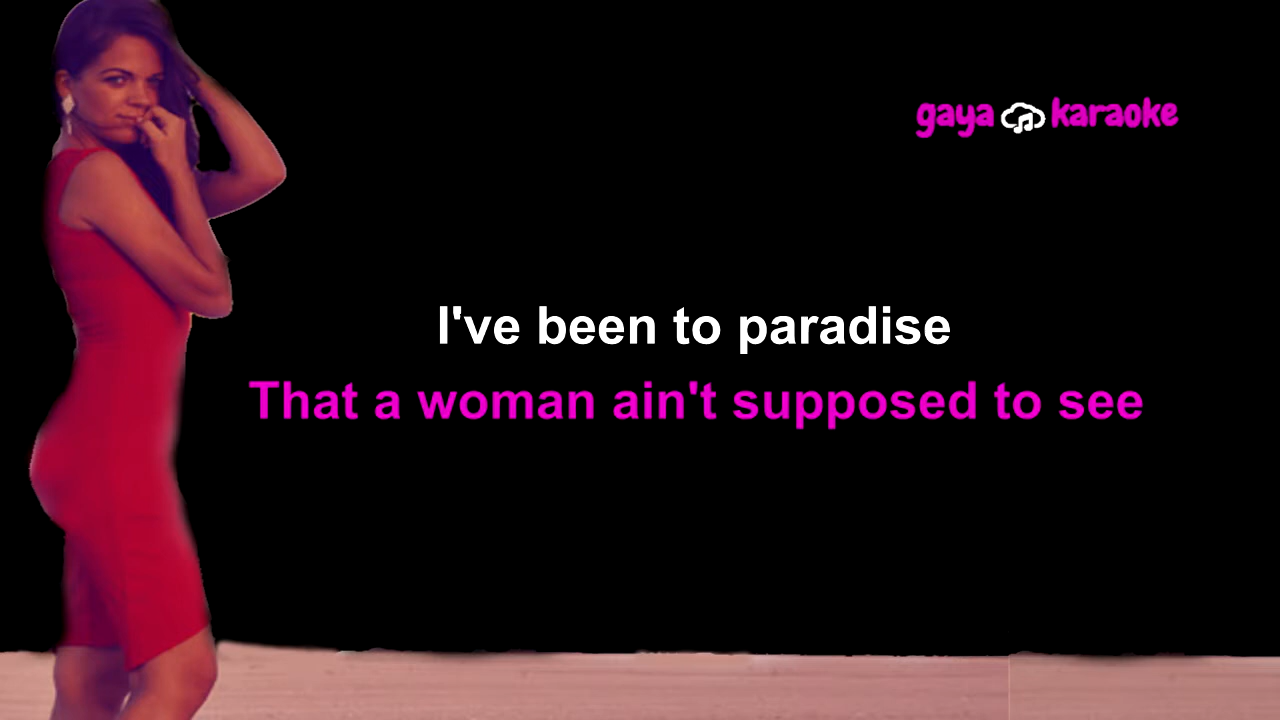 gaya karaoke
I've been to paradise
That a woman ain't supposed to see